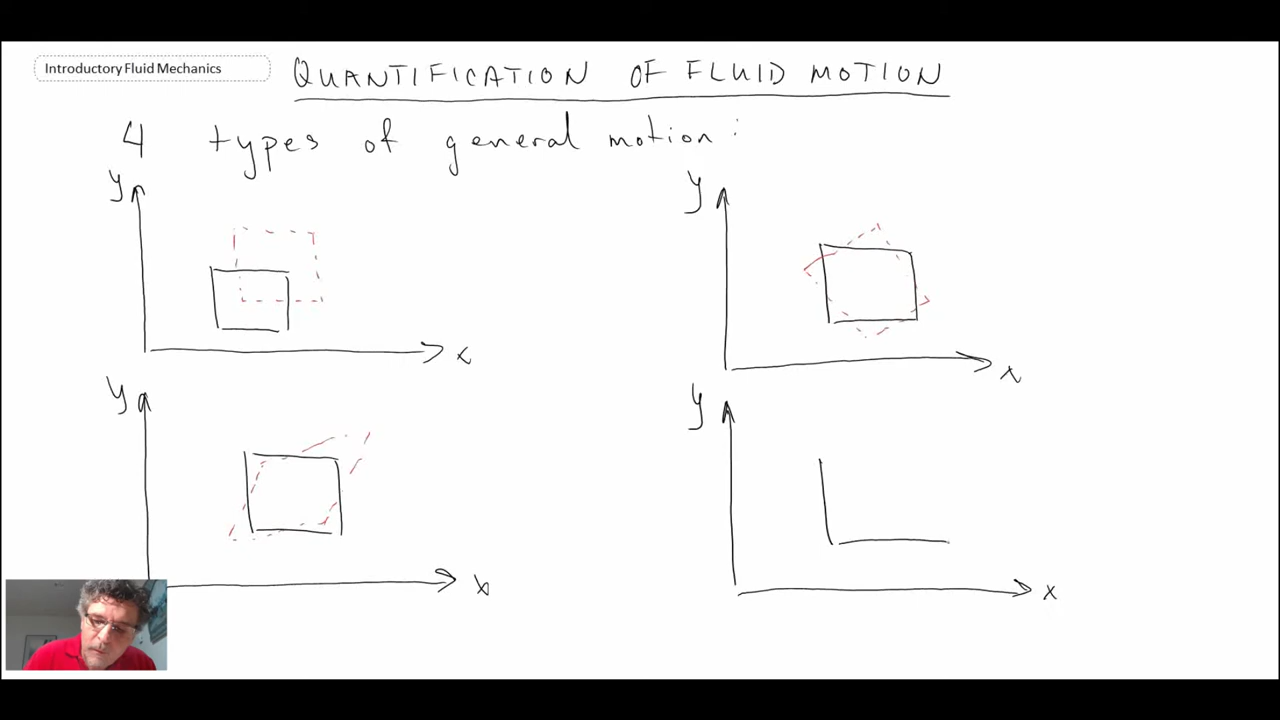 Introductory Fluid Mechanics
QUANTIFICATION OF FLUID MOTION
4 types of general motion:
y
x
y
x
y
x
y
x